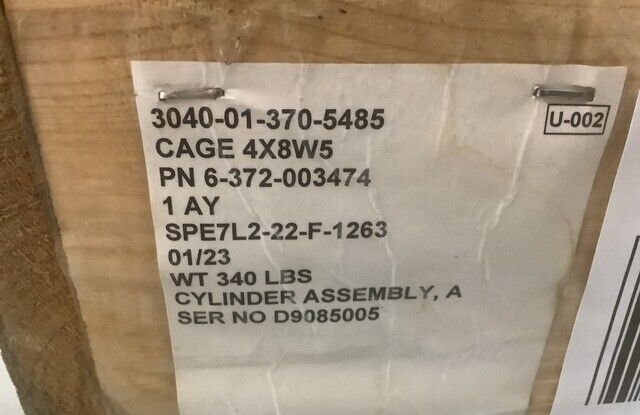 3040-01-370-5485
U-002
CAGE 4X8W5
PN 6-372-003474
1 AY
SPE7L2-22-F-1263
01/23
WT 340 LBS
CYLINDER ASSEMBLY, A
SER NO D9085005